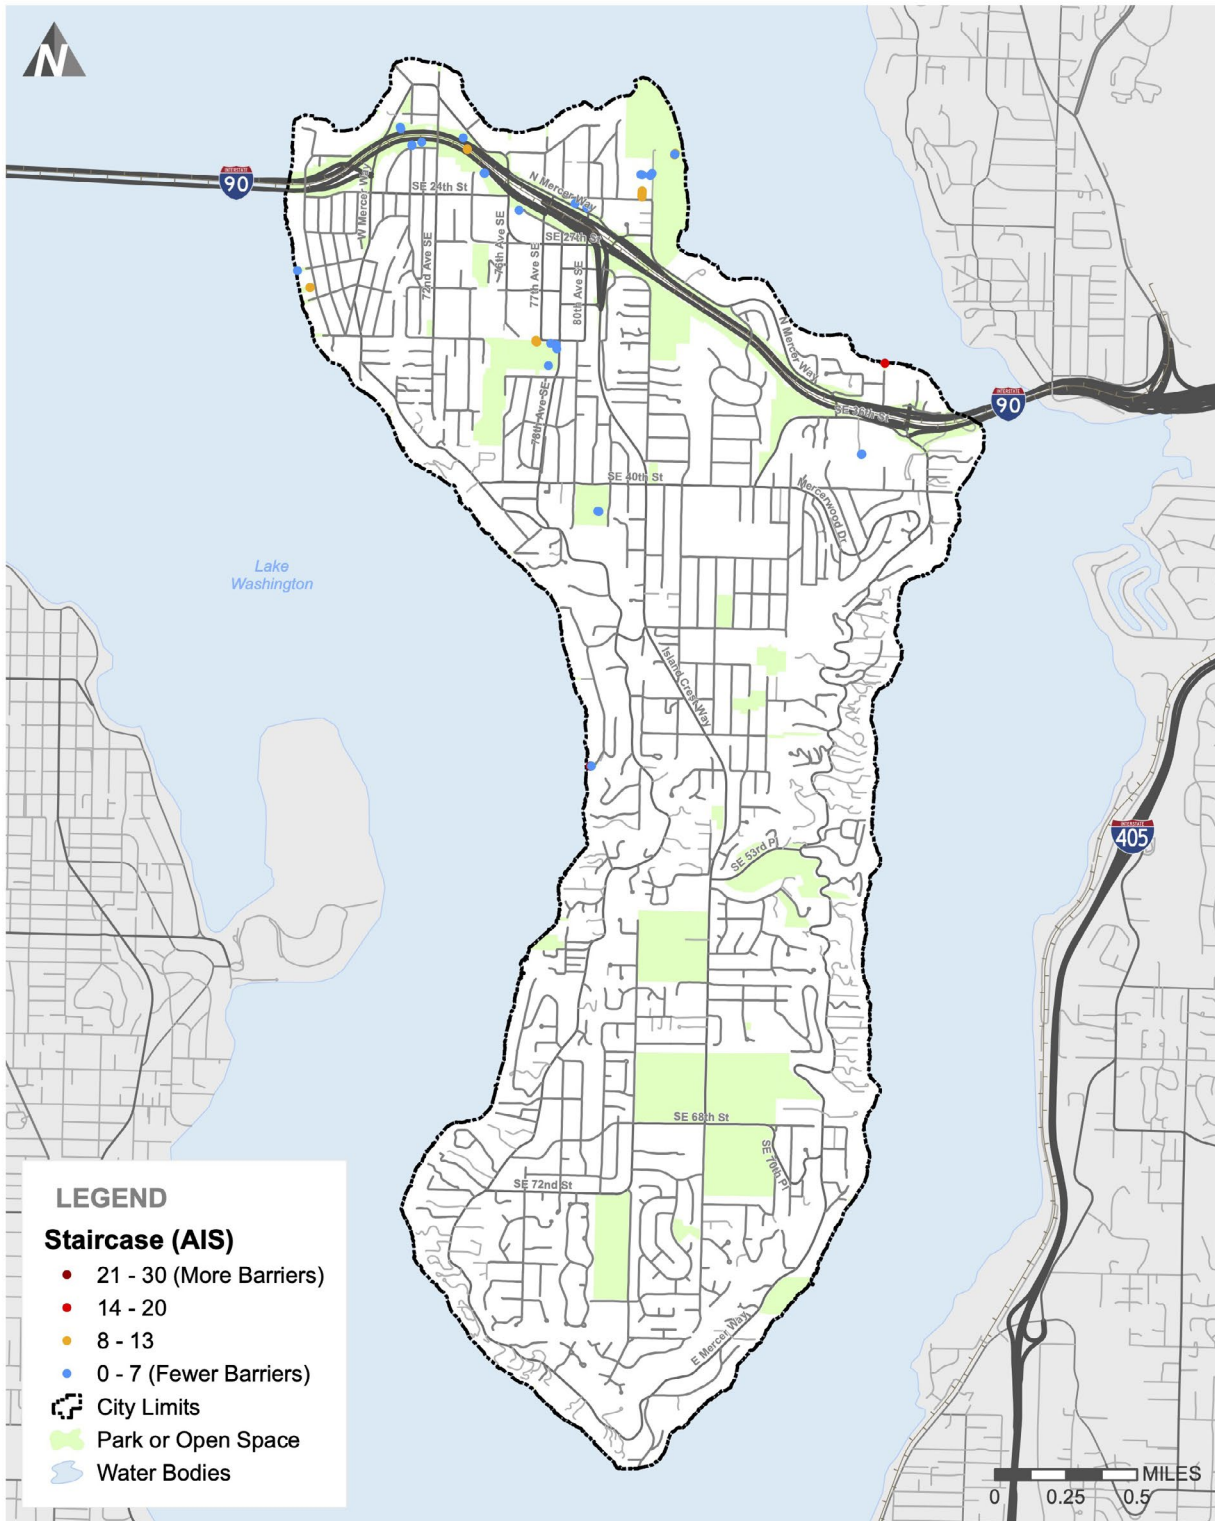 N
INTERSTATE
90
SE 24th St
W Mercer Way
N Mercer Way
SE 27th St
72nd Ave SE
76th Ave SE
77th Ave SE
80th Ave SE
N Mercer Way
INTERSTATE
90
SE 36th St
78th Ave SE
SE 40th St
Mercerwood Dr
Lake
Washington
Island Crest Way
INTERSTATE
405
SE 53rd Pl
SE 68th St
SE 70th Pl
SE 72nd St
E Mercer Way
LEGEND
Staircase (AIS)
21 - 30 (More Barriers)
14 - 20
8 - 13
0 - 7 (Fewer Barriers)
City Limits
Park or Open Space
Water Bodies
MILES
0 0.25 0.5